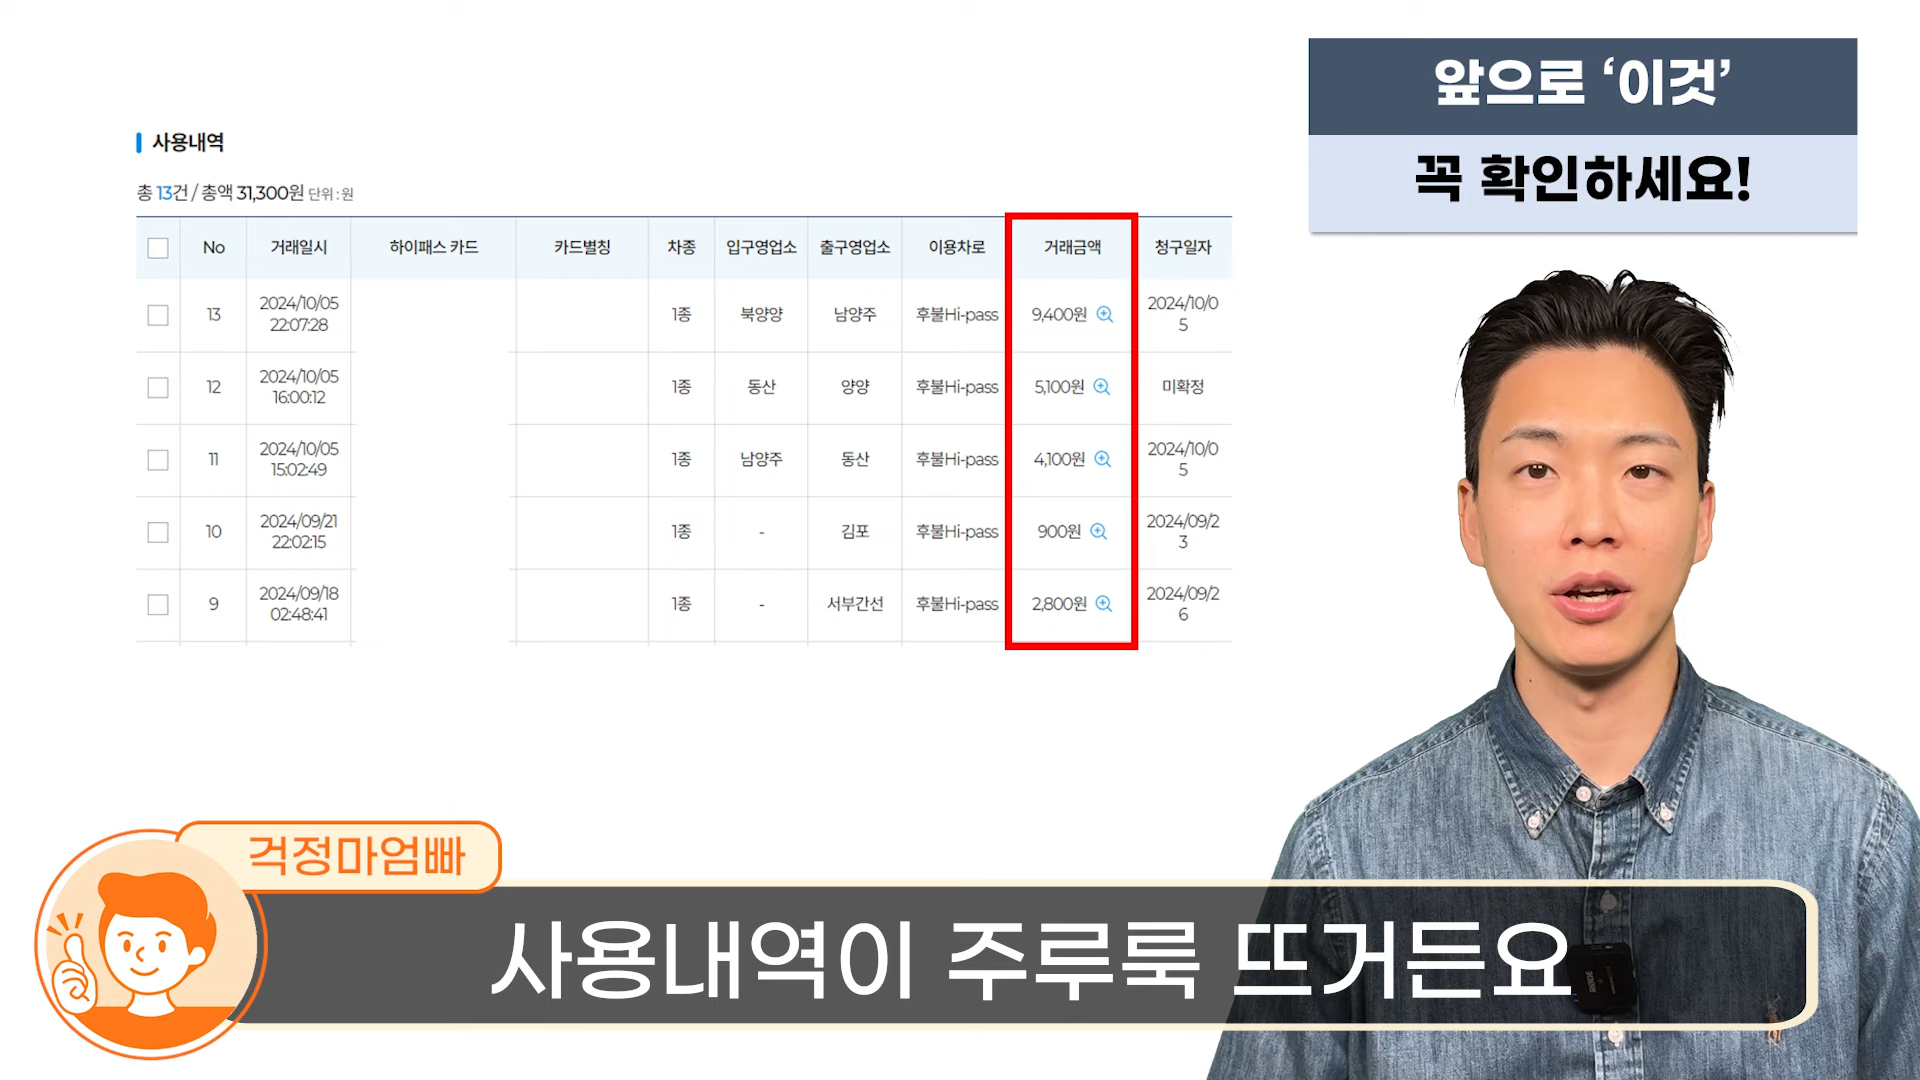 앞으로 ‘이것’
꼭 확인하세요!
사용내역
총 13건 / 총액 31,300원 단위 : 원
No 거래일시 하이패스 카드 카드별칭 차종 입구영업소 출구영업소 이용차로 거래금액 청구일자
13 2024/10/05 22:07:28 1종 북양양 남양주 후불Hi-pass 9,400원 2024/10/05
12 2024/10/05 16:00:12 1종 동산 양양 후불Hi-pass 5,100원 미확정
11 2024/10/05 15:02:49 1종 남양주 동산 후불Hi-pass 4,100원 2024/10/05
10 2024/09/21 22:02:15 1종 - 김포 후불Hi-pass 900원 2024/09/23
9 2024/09/18 02:48:41 1종 - 서부간선 후불Hi-pass 2,800원 2024/09/26
걱정마엄빠
사용내역이 주루룩 뜨거든요
RODE